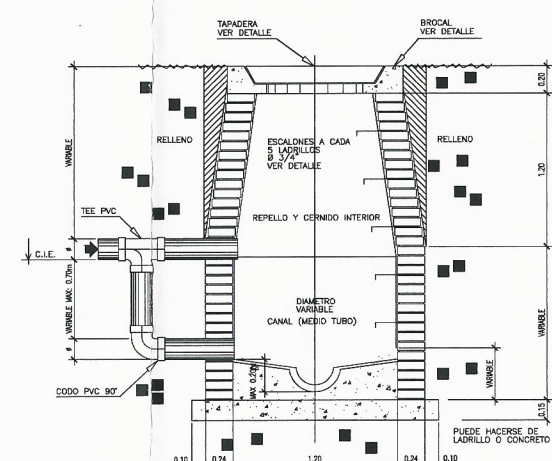 TAPADERA
VER DETALLE
BROCAL
VER DETALLE
0.20
RELLENO
ESCALONES A CADA
5 LADRILLOS
Ø 3/4"
VER DETALLE
RELLENO
VARIABLE
1.20
TEE PVC
REPELLO Y CERNIDO INTERIOR
ø
C.I.E.
VARIABLE MAX: 0.70m
DIAMETRO
VARIABLE
CANAL (MEDIO TUBO)
ø
MAX 0.20m
VARIABLE
VARIABLE
CODO PVC 90°
0.15
PUEDE HACERSE DE
LADRILLO O CONCRETO
0.10 0.24 1.20 0.24 0.10